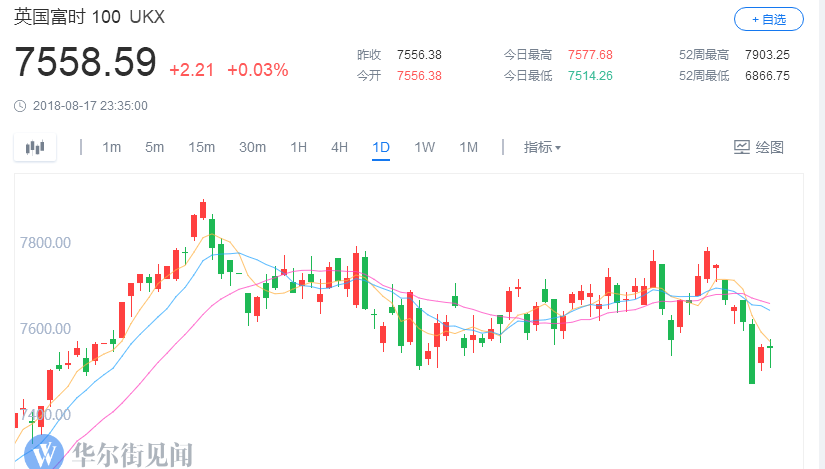 英国富时 100 UKX
+ 自选
7558.59 +2.21 +0.03%
昨收 7556.38 今日最高 7577.68 52周最高 7903.25
今开 7556.38 今日最低 7514.26 52周最低 6866.75
2018-08-17 23:35:00
1m 5m 15m 30m 1H 4H 1D 1W 1M 指标 绘图
7800.00
7600.00
7400.00
W 华尔街见闻